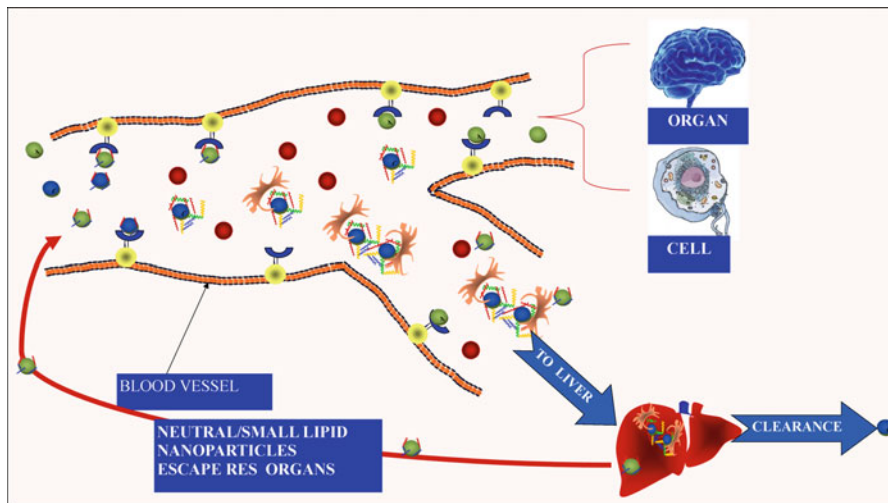 ORGAN
CELL
BLOOD VESSEL
TO LIVER
NEUTRAL/SMALL LIPID
NANOPARTICLES
ESCAPE RES ORGANS
CLEARANCE